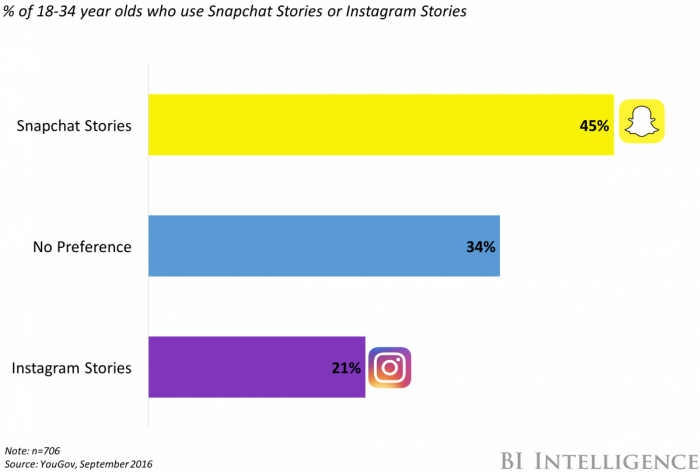 % of 18-34 year olds who use Snapchat Stories or Instagram Stories
Snapchat Stories
45%
No Preference
34%
Instagram Stories
21%
Note: n=706
Source: YouGov, September 2016
BI INTELLIGENCE